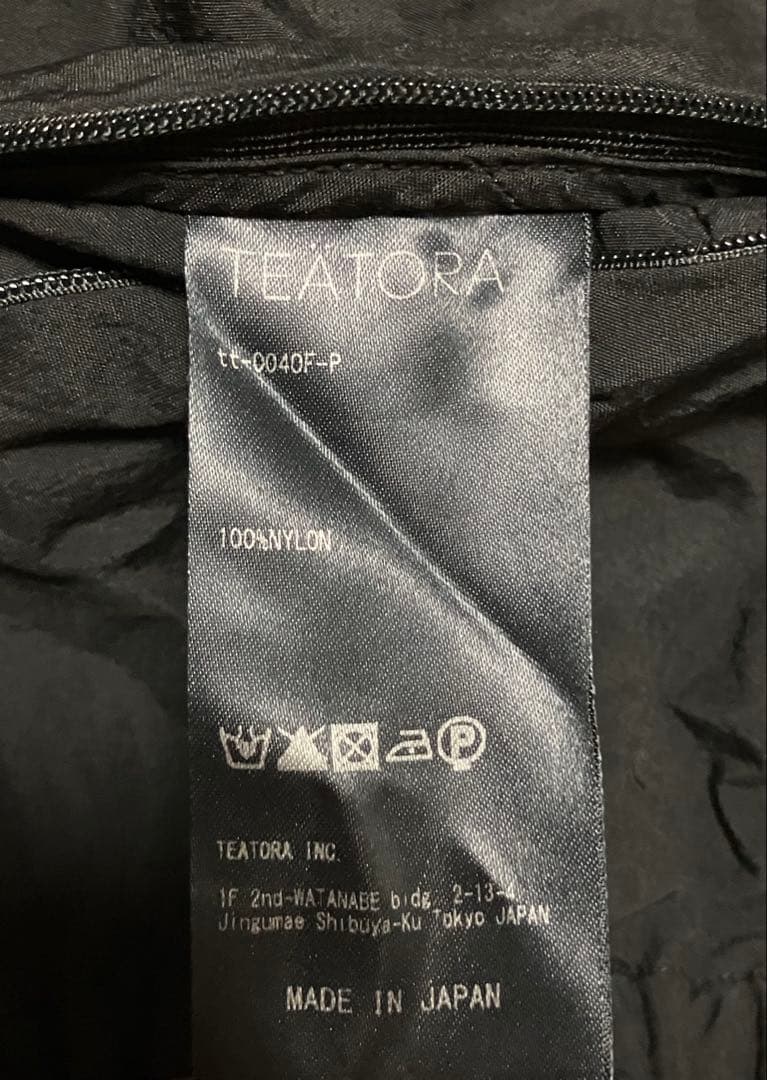 TEÄTORA
tt-004OF-P
100%NYLON
P
TEATORA INC.
1F 2nd-WATANABE bldg. 2-13-4
Jingumae Shibuya-Ku Tokyo JAPAN
MADE IN JAPAN